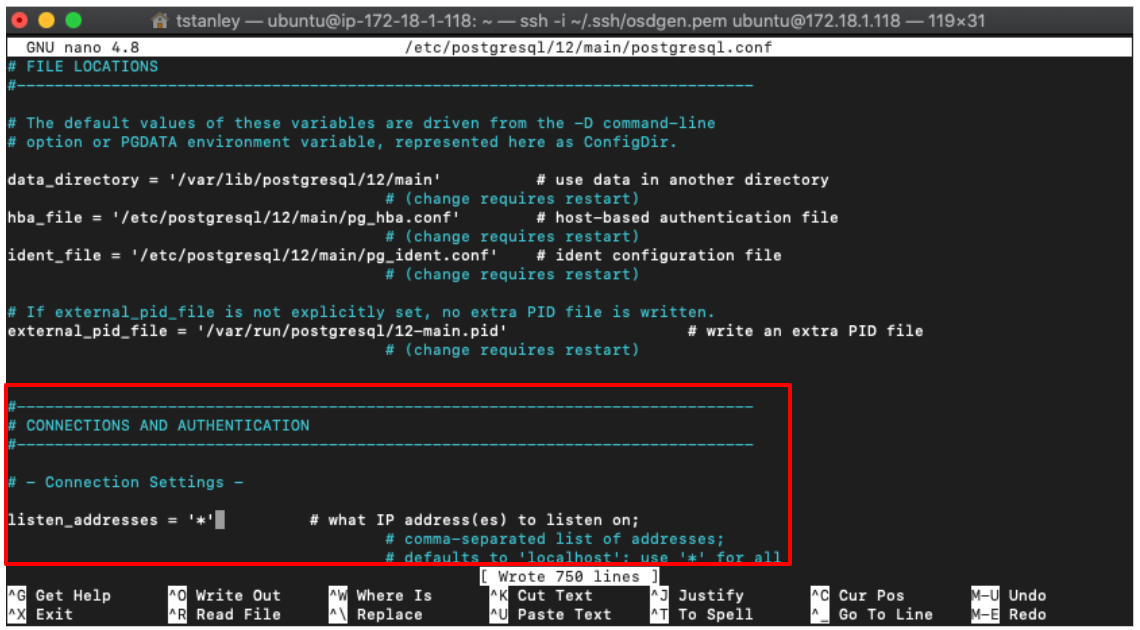 tstanley — ubuntu@ip-172-18-1-118: ~ — ssh -i ~/.ssh/osdgen.pem ubuntu@172.18.1.118 — 119×31
GNU nano 4.8 /etc/postgresql/12/main/postgresql.conf
# FILE LOCATIONS
#------------------------------------------------------------------------------
# The default values of these variables are driven from the -D command-line
# option or PGDATA environment variable, represented here as ConfigDir.
data_directory = '/var/lib/postgresql/12/main' # use data in another directory
# (change requires restart)
hba_file = '/etc/postgresql/12/main/pg_hba.conf' # host-based authentication file
# (change requires restart)
ident_file = '/etc/postgresql/12/main/pg_ident.conf' # ident configuration file
# (change requires restart)
# If external_pid_file is not explicitly set, no extra PID file is written.
external_pid_file = '/var/run/postgresql/12-main.pid' # write an extra PID file
# (change requires restart)
#------------------------------------------------------------------------------
# CONNECTIONS AND AUTHENTICATION
#------------------------------------------------------------------------------
# - Connection Settings -
listen_addresses = '*' # what IP address(es) to listen on;
# comma-separated list of addresses;
# defaults to 'localhost'; use '*' for all
[ Wrote 750 lines ]
^G Get Help ^O Write Out ^W Where Is ^K Cut Text ^J Justify ^C Cur Pos M-U Undo
^X Exit ^R Read File ^\ Replace ^U Paste Text ^T To Spell ^_ Go To Line M-E Redo